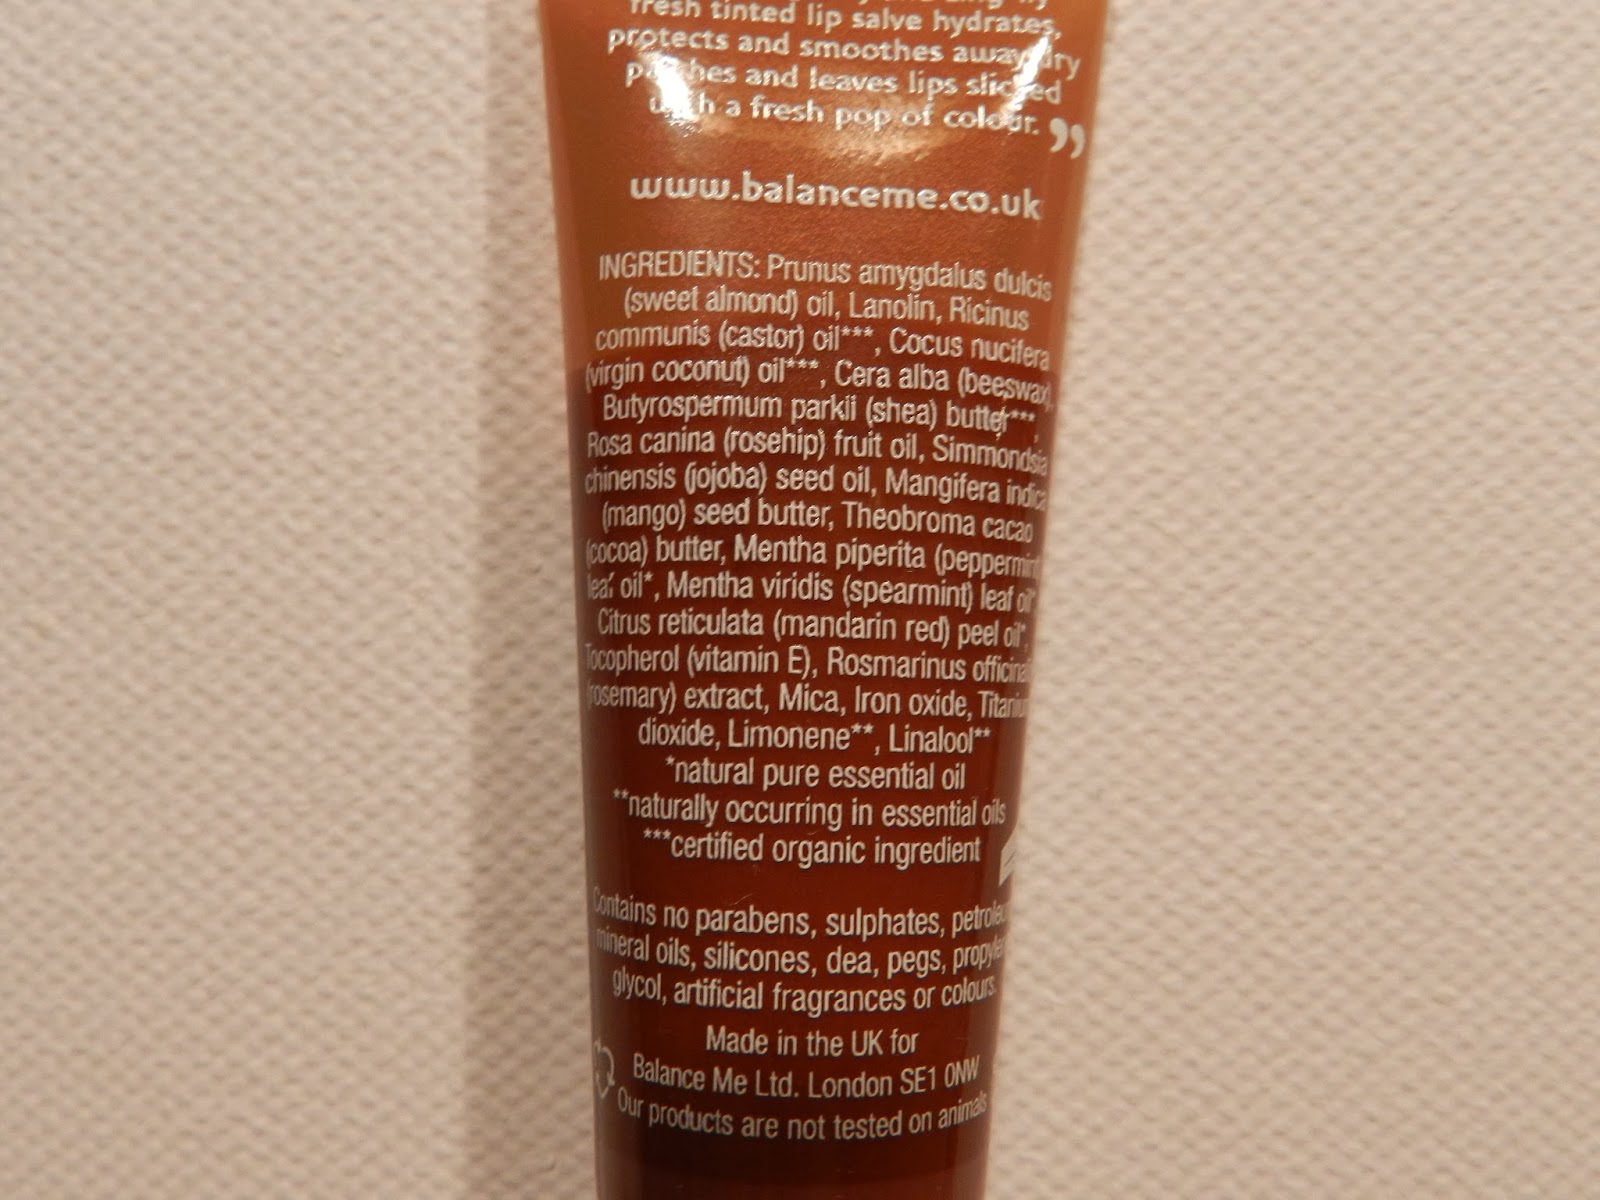 fresh tinted lip salve hydrates,
protects and smoothes away dry
patches and leaves lips slicked
with a fresh pop of colour.”
www.balanceme.co.uk
INGREDIENTS: Prunus amygdalus dulcis
(sweet almond) oil, Lanolin, Ricinus
communis (castor) oil***, Cocus nucifera
(virgin coconut) oil***, Cera alba (beeswax),
Butyrospermum parkii (shea) butter***,
Rosa canina (rosehip) fruit oil, Simmondsia
chinensis (jojoba) seed oil, Mangifera indica
(mango) seed butter, Theobroma cacao
(cocoa) butter, Mentha piperita (peppermint)
leaf oil*, Mentha viridis (spearmint) leaf oil*
Citrus reticulata (mandarin red) peel oil*,
Tocopherol (vitamin E), Rosmarinus
(rosemary) extract, Mica, Iron oxide, Titanium
dioxide, Limonene**, Linalool**
*natural pure essential oil
**naturally occurring in essential oils
***certified organic ingredient
Contains no parabens, sulphates,
mineral oils, silicones, dea, pegs,
glycol, artificial fragrances or colours.
Made in the UK for
Balance Me Ltd. London SE1 0NW
Our products are not tested on animals